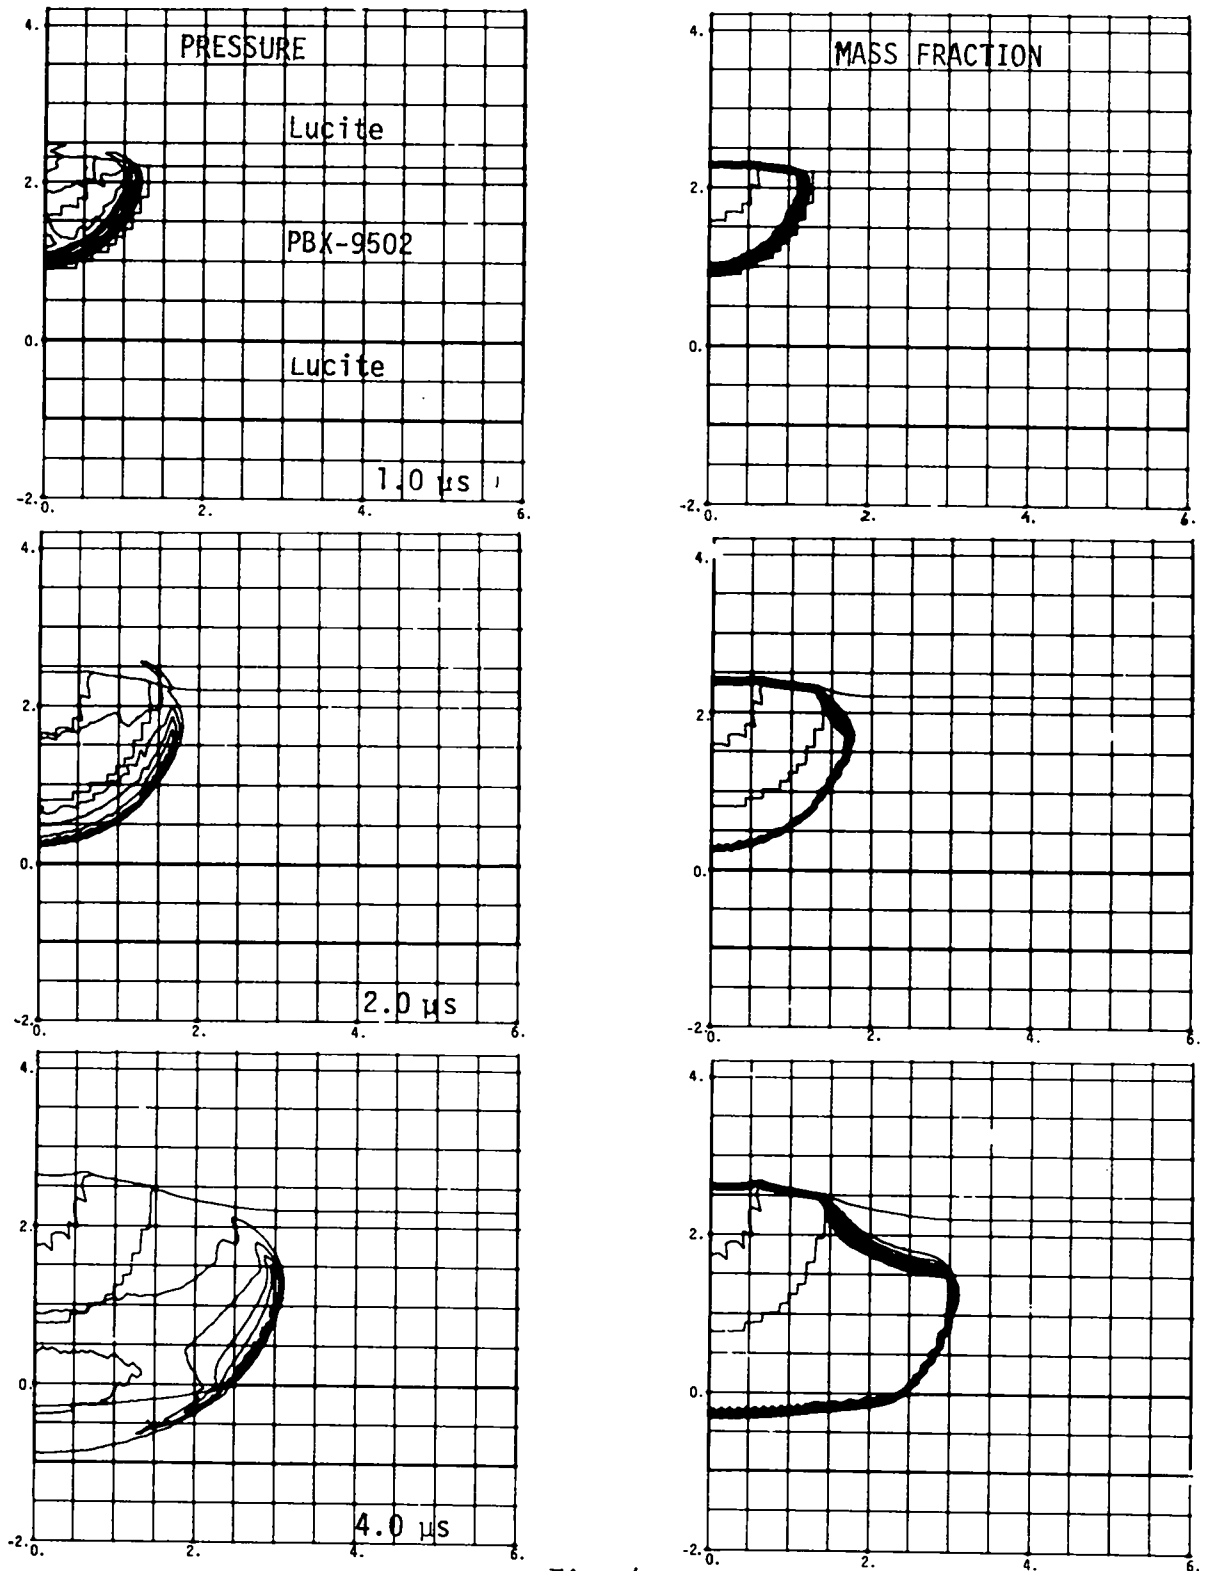 PRESSURE
4.
Lucite
2.
PBX-9502
0.
Lucite
1.0 µs
-2.
0. 2. 4. 6.
MASS FRACTION
4.
2.
0.
-2.
0. 2. 4. 6.
4.
2.
0.
2.0 µs
-2.
0. 2. 4. 6.
4.
2.
0.
-2.
0. 2. 4. 6.
4.
2.
0.
4.0 µs
-2.
0. 2. 4. 6.
4.
2.
0.
-2.
0. 2. 4. 6.